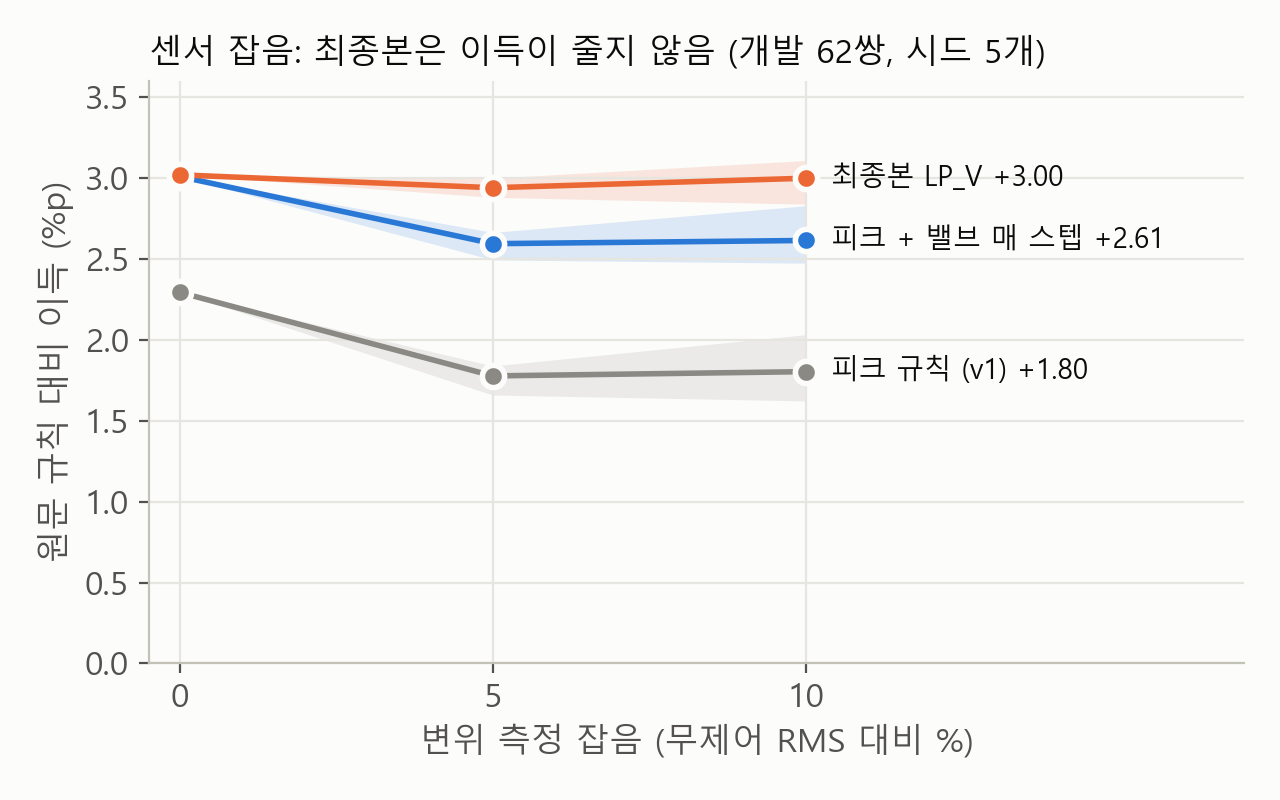 센서 잡음: 최종본은 이득이 줄지 않음 (개발 62쌍, 시드 5개)
원문 규칙 대비 이득 (%p)
3.5
3.0
2.5
2.0
1.5
1.0
0.5
0.0
최종본 LP_V +3.00
피크 + 밸브 매 스텝 +2.61
피크 규칙 (v1) +1.80
0
5
10
변위 측정 잡음 (무제어 RMS 대비 %)